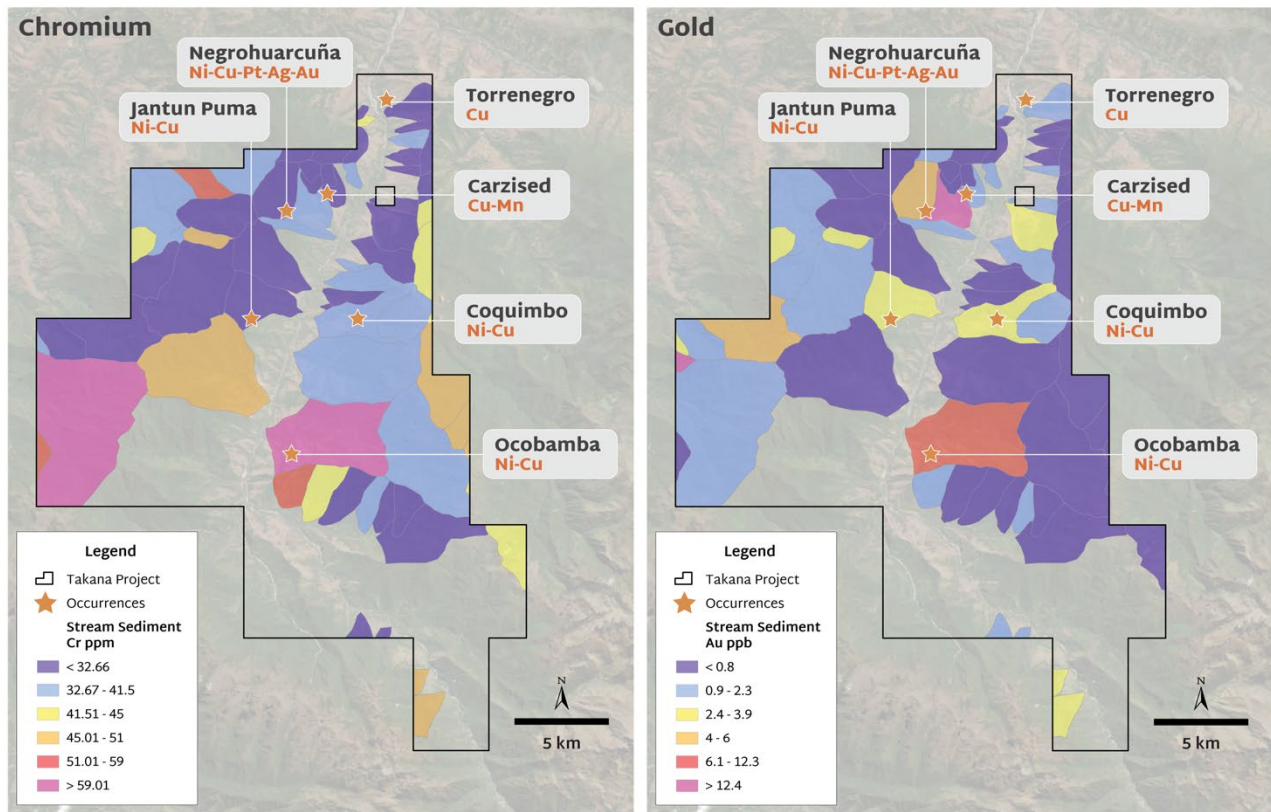 Chromium
Negrohuarcuña
Ni-Cu-Pt-Ag-Au
Jantun Puma
Ni-Cu
Torrenegro
Cu
Carzised
Cu-Mn
Coquimbo
Ni-Cu
Ocobamba
Ni-Cu
Legend
Takana Project
Occurrences
Stream Sediment
Cr ppm
< 32.66
32.67 - 41.5
41.51 - 45
45.01 - 51
51.01 - 59
> 59.01
N
5 km
Gold
Negrohuarcuña
Ni-Cu-Pt-Ag-Au
Jantun Puma
Ni-Cu
Torrenegro
Cu
Carzised
Cu-Mn
Coquimbo
Ni-Cu
Ocobamba
Ni-Cu
Legend
Takana Project
Occurrences
Stream Sediment
Au ppb
< 0.8
0.9 - 2.3
2.4 - 3.9
4 - 6
6.1 - 12.3
> 12.4
N
5 km